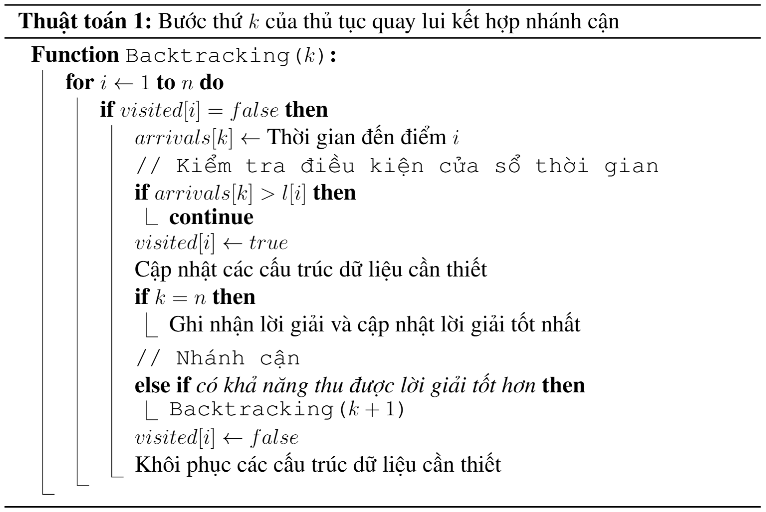 Thuật toán 1: Bước thứ k của thủ tục quay lui kết hợp nhánh cận
Function Backtracking(k):
for i ← 1 to n do
if visited[i] = false then
arrivals[k] ← Thời gian đến điểm i
// Kiểm tra điều kiện cửa sổ thời gian
if arrivals[k] > l[i] then
continue
visited[i] ← true
Cập nhật các cấu trúc dữ liệu cần thiết
if k = n then
Ghi nhận lời giải và cập nhật lời giải tốt nhất
// Nhánh cận
else if có khả năng thu được lời giải tốt hơn then
Backtracking(k + 1)
visited[i] ← false
Khôi phục các cấu trúc dữ liệu cần thiết